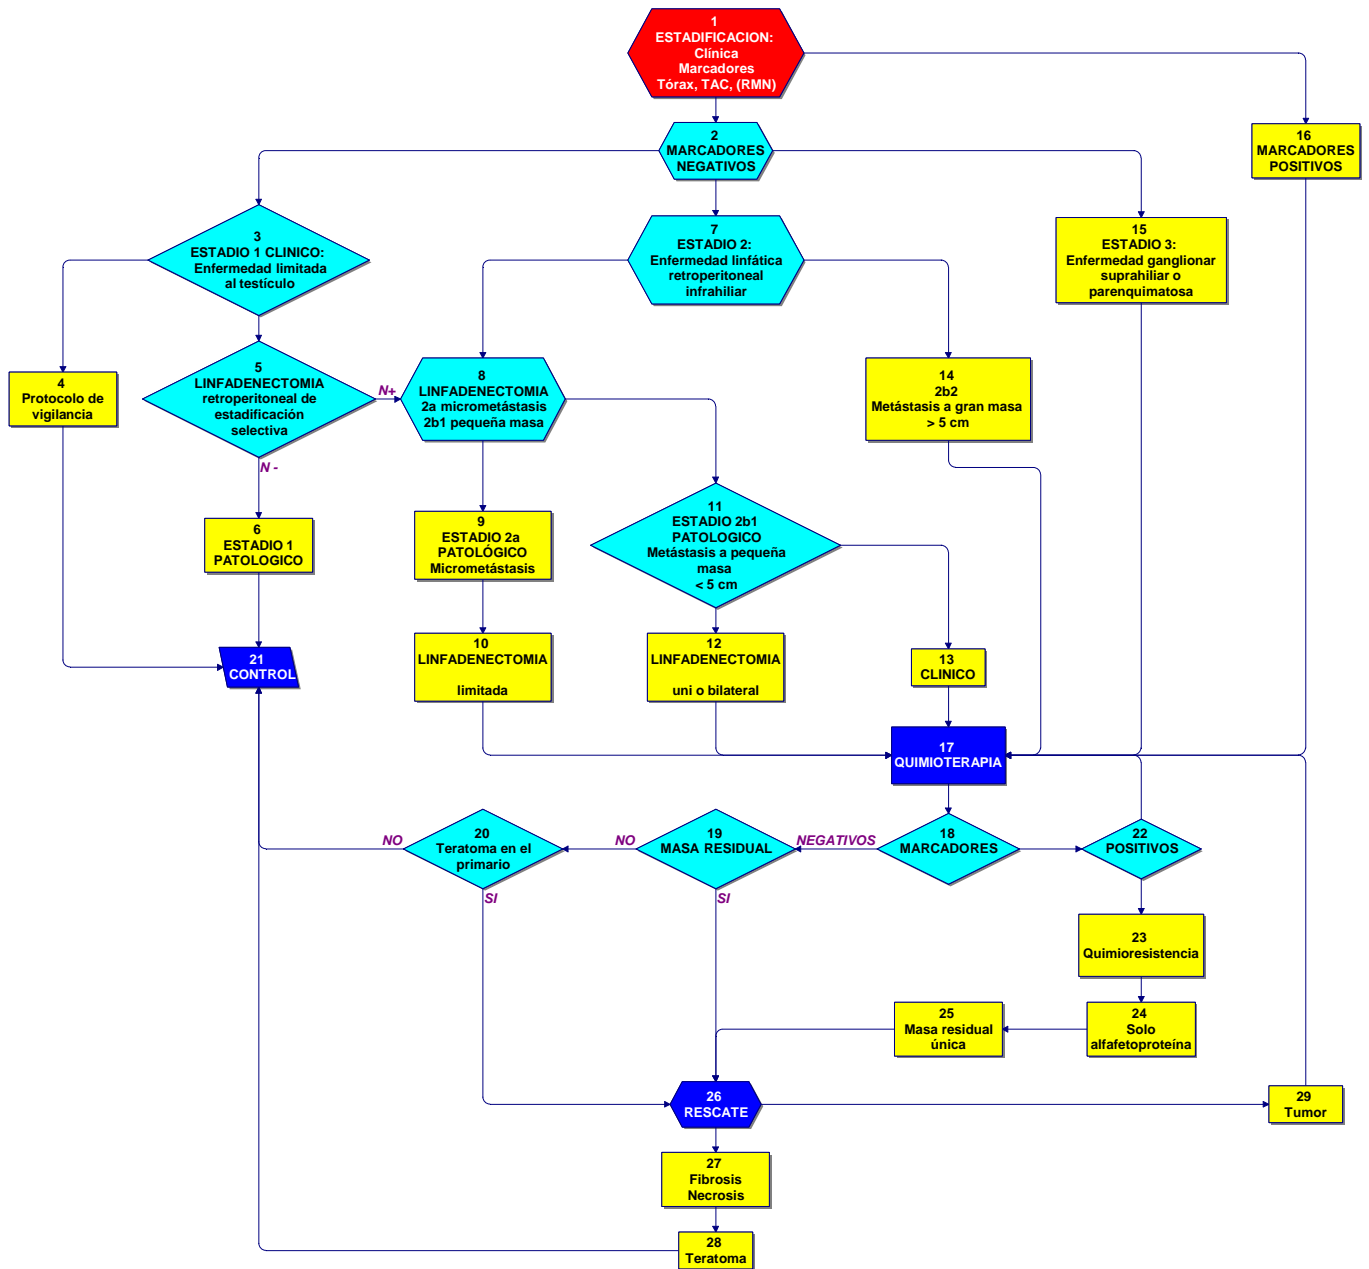 1
ESTADIFICACION:
Clínica
Marcadores
Tórax, TAC, (RMN)
2
MARCADORES
NEGATIVOS
16
MARCADORES
POSITIVOS
3
ESTADIO 1 CLINICO:
Enfermedad limitada
al testículo
7
ESTADIO 2:
Enfermedad linfática
retroperitoneal
infrahiliar
15
ESTADIO 3:
Enfermedad ganglionar
suprahiliar o
parenquimatosa
4
Protocolo de
vigilancia
5
LINFADENECTOMIA
retroperitoneal de
estadificación
selectiva
N+
N -
8
LINFADENECTOMIA
2a micrometástasis
2b1 pequeña masa
14
2b2
Metástasis a gran masa
> 5 cm
6
ESTADIO 1
PATOLOGICO
9
ESTADIO 2a
PATOLÓGICO
Micrometástasis
11
ESTADIO 2b1
PATOLOGICO
Metástasis a pequeña
masa
< 5 cm
21
CONTROL
10
LINFADENECTOMIA
limitada
12
LINFADENECTOMIA
uni o bilateral
13
CLINICO
17
QUIMIOTERAPIA
NO
20
Teratoma en el
primario
SI
NO
19
MASA RESIDUAL
SI
NEGATIVOS
18
MARCADORES
22
POSITIVOS
23
Quimioresistencia
25
Masa residual
única
24
Solo
alfafetoproteína
26
RESCATE
29
Tumor
27
Fibrosis
Necrosis
28
Teratoma